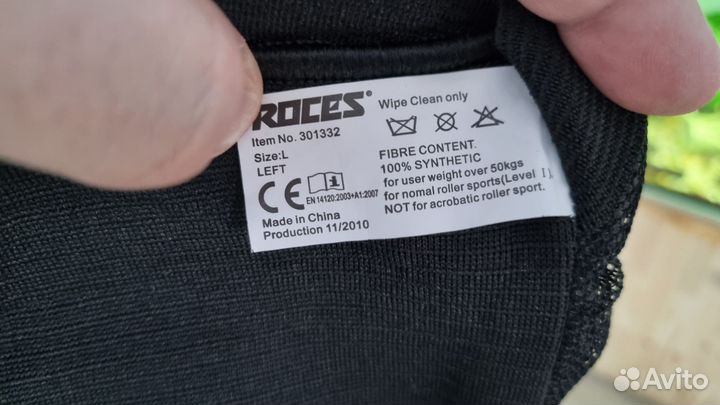 ROCES®
Wipe Clean only
Item No. 301332
Size:L
LEFT
FIBRE CONTENT.
100% SYNTHETIC
for user weight over 50kgs
for nomal roller sports(Level I),
NOT for acrobatic roller sport.
CE
EN 14120:2003+A1:2007
Made in China
Production 11/2010
Avito